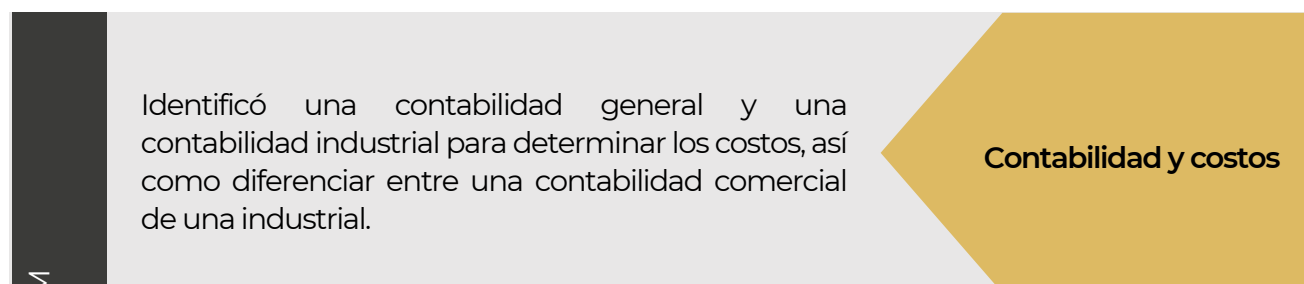 Identificó una contabilidad general y una
contabilidad industrial para determinar los costos, así
como diferenciar entre una contabilidad comercial
de una industrial.
Contabilidad y costos